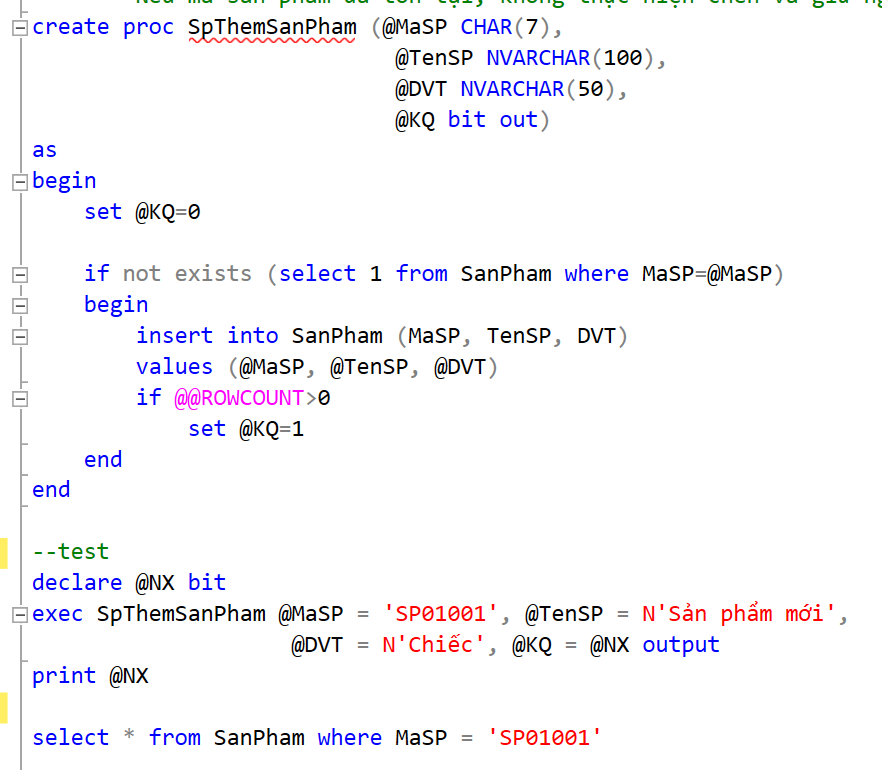 create proc SpThemSanPham (@MaSP CHAR(7),
@TenSP NVARCHAR(100),
@DVT NVARCHAR(50),
@KQ bit out)
as
begin
set @KQ=0
if not exists (select 1 from SanPham where MaSP=@MaSP)
begin
insert into SanPham (MaSP, TenSP, DVT)
values (@MaSP, @TenSP, @DVT)
if @@ROWCOUNT>0
set @KQ=1
end
end
--test
declare @NX bit
exec SpThemSanPham @MaSP = 'SP01001', @TenSP = N'Sản phẩm mới',
@DVT = N'Chiếc', @KQ = @NX output
print @NX
select * from SanPham where MaSP = 'SP01001'